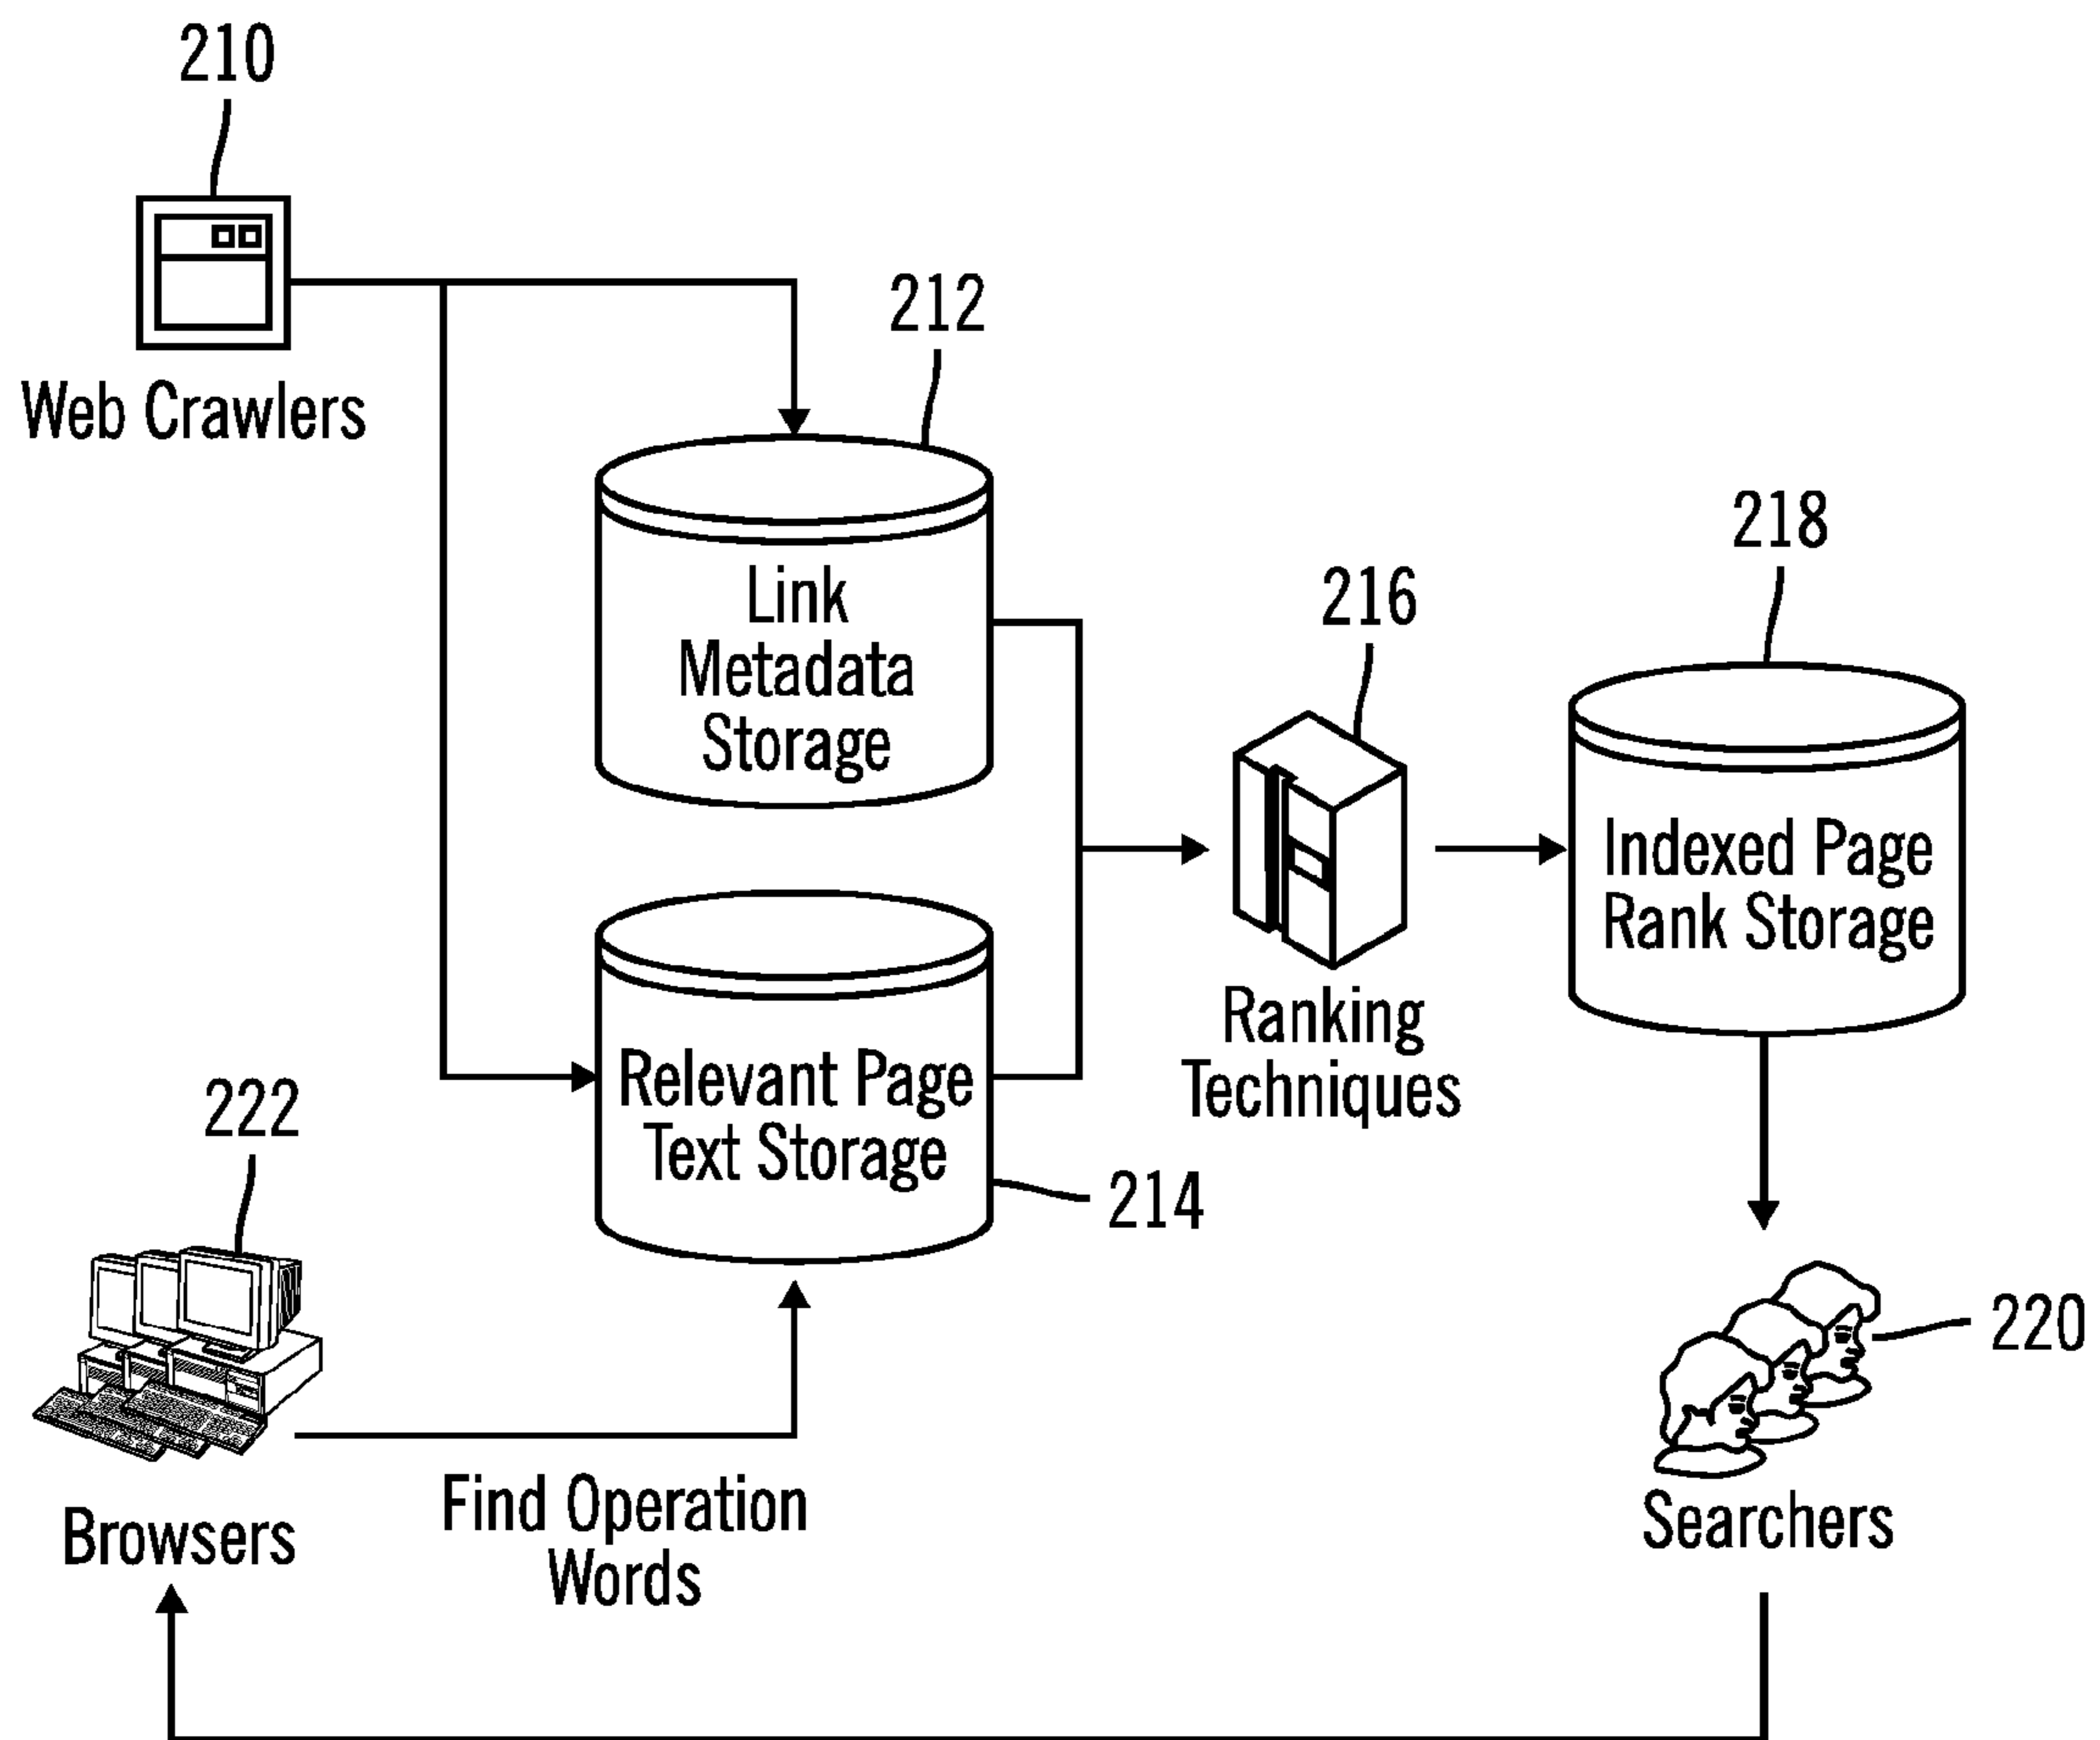 210
Web Crawlers
212
Link
Metadata
Storage
218
216
Indexed Page
Rank Storage
Ranking
Techniques
Relevant Page
Text Storage
214
222
220
Browsers
Find Operation
Words
Searchers